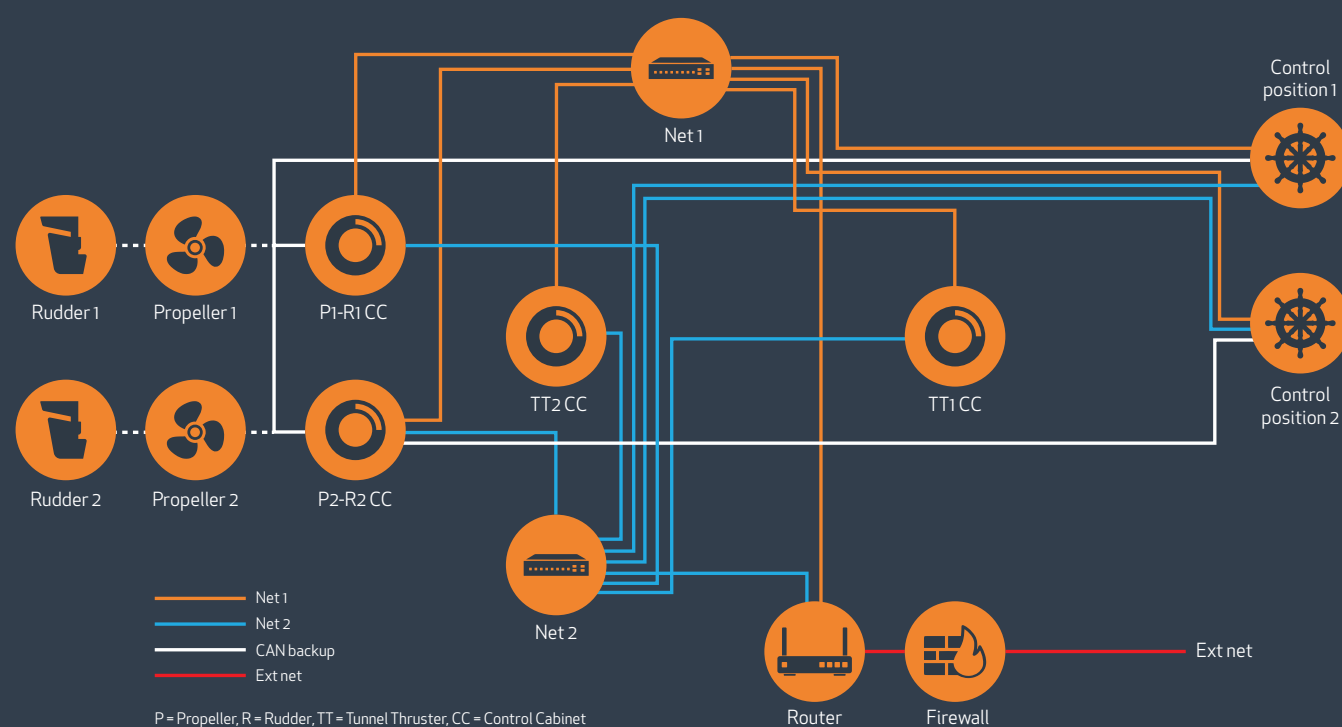 Control
position 1
Net 1
Rudder 1
Propeller 1
P1-R1 CC
TT2 CC
TT1 CC
Control
position 2
Rudder 2
Propeller 2
P2-R2 CC
Net 1
Net 2
CAN backup
Ext net
Net 2
Ext net
P = Propeller, R = Rudder, TT = Tunnel Thruster, CC = Control Cabinet
Router
Firewall